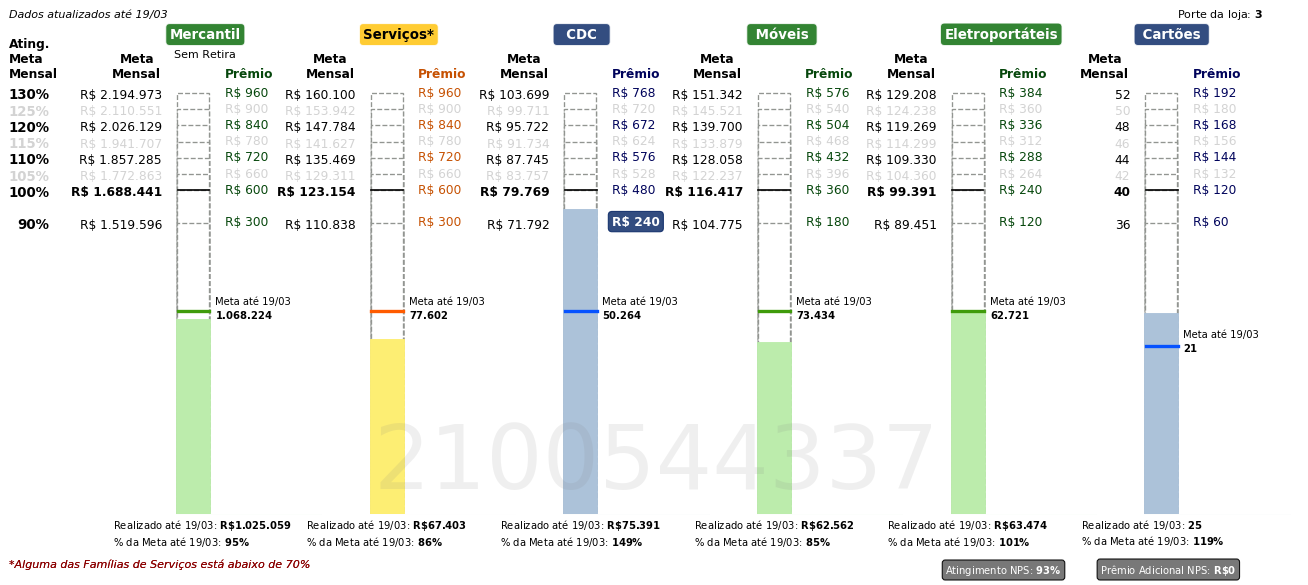 Dados atualizados até 19/03 Porte da loja: 3
Mercantil Serviços* CDC Móveis Eletroportáteis Cartões
Sem Retira
Ating. Meta Mensal Meta Mensal Prêmio Meta Mensal Prêmio Meta Mensal Prêmio Meta Mensal Prêmio Meta Mensal Prêmio Meta Mensal Prêmio
130% R$ 2.194.973 R$ 960 R$ 160.100 R$ 960 R$ 103.699 R$ 768 R$ 151.342 R$ 576 R$ 129.208 R$ 384 52 R$ 192
125% R$ 2.110.551 R$ 900 R$ 153.942 R$ 900 R$ 99.711 R$ 720 R$ 145.521 R$ 540 R$ 124.238 R$ 360 50 R$ 180
120% R$ 2.026.129 R$ 840 R$ 147.784 R$ 840 R$ 95.722 R$ 672 R$ 139.700 R$ 504 R$ 119.269 R$ 336 48 R$ 168
115% R$ 1.941.707 R$ 780 R$ 141.627 R$ 780 R$ 91.734 R$ 624 R$ 133.879 R$ 468 R$ 114.299 R$ 312 46 R$ 156
110% R$ 1.857.285 R$ 720 R$ 135.469 R$ 720 R$ 87.745 R$ 576 R$ 128.058 R$ 432 R$ 109.330 R$ 288 44 R$ 144
105% R$ 1.772.863 R$ 660 R$ 129.311 R$ 660 R$ 83.757 R$ 528 R$ 122.237 R$ 396 R$ 104.360 R$ 264 42 R$ 132
100% R$ 1.688.441 R$ 600 R$ 123.154 R$ 600 R$ 79.769 R$ 480 R$ 116.417 R$ 360 R$ 99.391 R$ 240 40 R$ 120
90% R$ 1.519.596 R$ 300 R$ 110.838 R$ 300 R$ 71.792 R$ 240 R$ 104.775 R$ 180 R$ 89.451 R$ 120 36 R$ 60
Meta até 19/03 Meta até 19/03 Meta até 19/03 Meta até 19/03 Meta até 19/03
1.068.224 77.602 50.264 73.434 62.721
Meta até 19/03
21
2100544337
Realizado até 19/03: R$1.025.059 Realizado até 19/03: R$67.403 Realizado até 19/03: R$75.391 Realizado até 19/03: R$62.562 Realizado até 19/03: R$63.474 Realizado até 19/03: 25
% da Meta até 19/03: 95% % da Meta até 19/03: 86% % da Meta até 19/03: 149% % da Meta até 19/03: 85% % da Meta até 19/03: 101% % da Meta até 19/03: 119%
*Alguma das Famílias de Serviços está abaixo de 70% Atingimento NPS: 93% Prêmio Adicional NPS: R$0